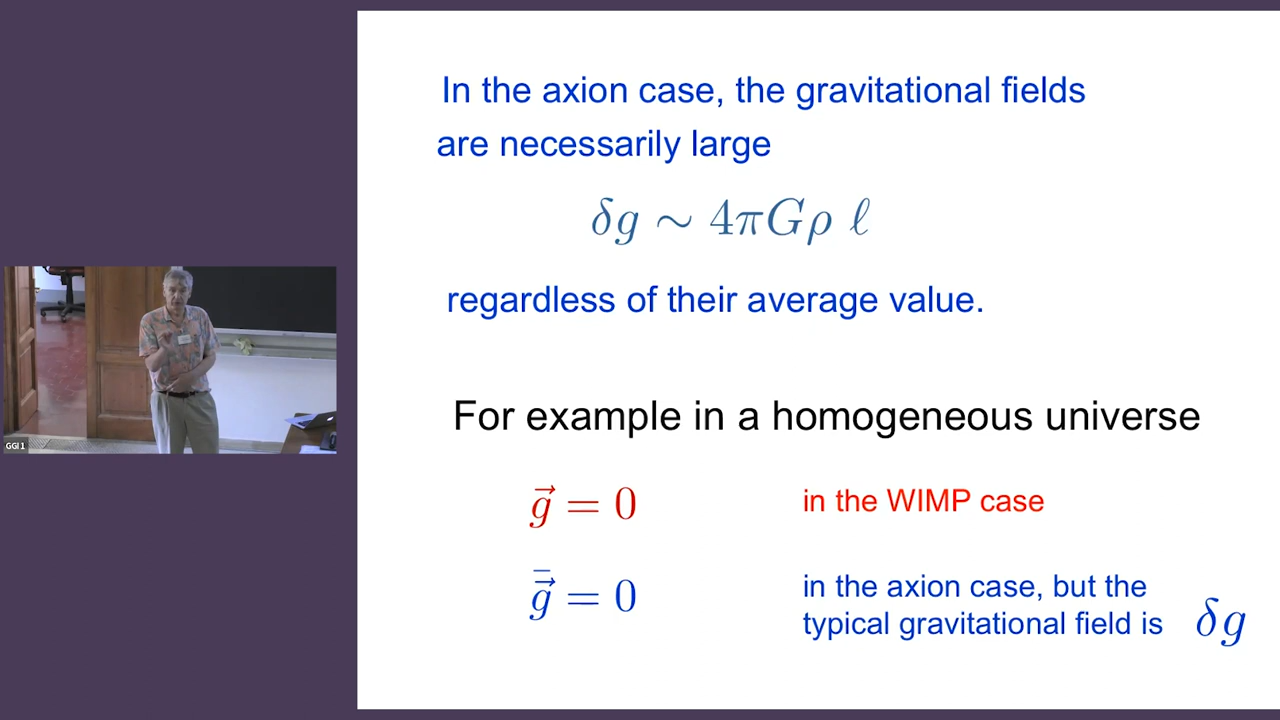 In the axion case, the gravitational fields
are necessarily large
δg ∼ 4πGρ ℓ
regardless of their average value.
For example in a homogeneous universe
g⃗ = 0 in the WIMP case
g⃗̄ = 0 in the axion case, but the
typical gravitational field is δg
GGI 1